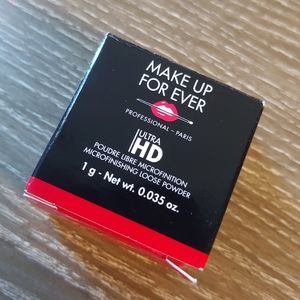 MAKE UP
FOR EVER
PROFESSIONAL - PARIS
ULTRA
HD
POUDRE LIBRE MICROFINITION
MICROFINISHING LOOSE POWDER
1 g - Net wt. 0.035 oz.